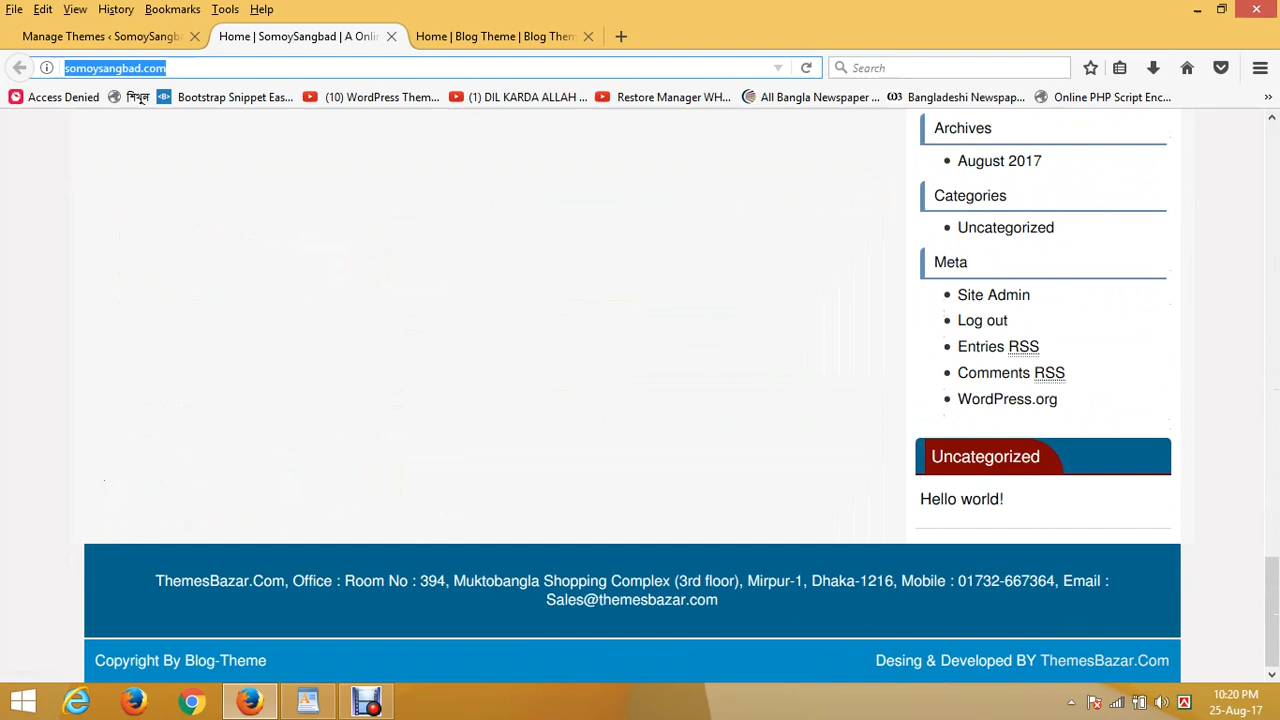 File Edit View History Bookmarks Tools Help
Manage Themes ‹ SomoySangb Home | SomoySangbad | A Onlin Home | Blog Theme | Blog Them
somoysangbad.com Search
Access Denied শিখুন Bootstrap Snippet Eas... (10) WordPress Them... (1) DIL KARDA ALLAH ... Restore Manager WH... All Bangla Newspaper ... Bangladeshi Newspap... Online PHP Script Enc...
Archives
August 2017
Categories
Uncategorized
Meta
Site Admin
Log out
Entries RSS
Comments RSS
WordPress.org
Uncategorized
Hello world!
ThemesBazar.Com, Office : Room No : 394, Muktobangla Shopping Complex (3rd floor), Mirpur-1, Dhaka-1216, Mobile : 01732-667364, Email :
Sales@themesbazar.com
Copyright By Blog-Theme Desing & Developed BY ThemesBazar.Com
10:20 PM
25-Aug-17